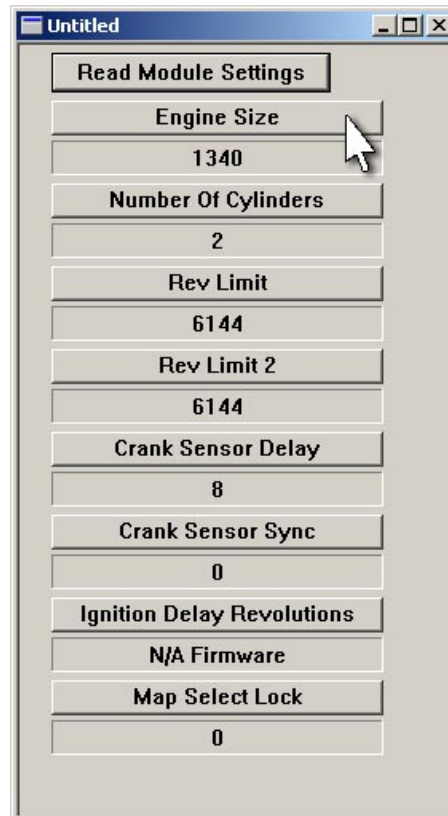 Untitled
Read Module Settings
Engine Size
1340
Number Of Cylinders
2
Rev Limit
6144
Rev Limit 2
6144
Crank Sensor Delay
8
Crank Sensor Sync
0
Ignition Delay Revolutions
N/A Firmware
Map Select Lock
0